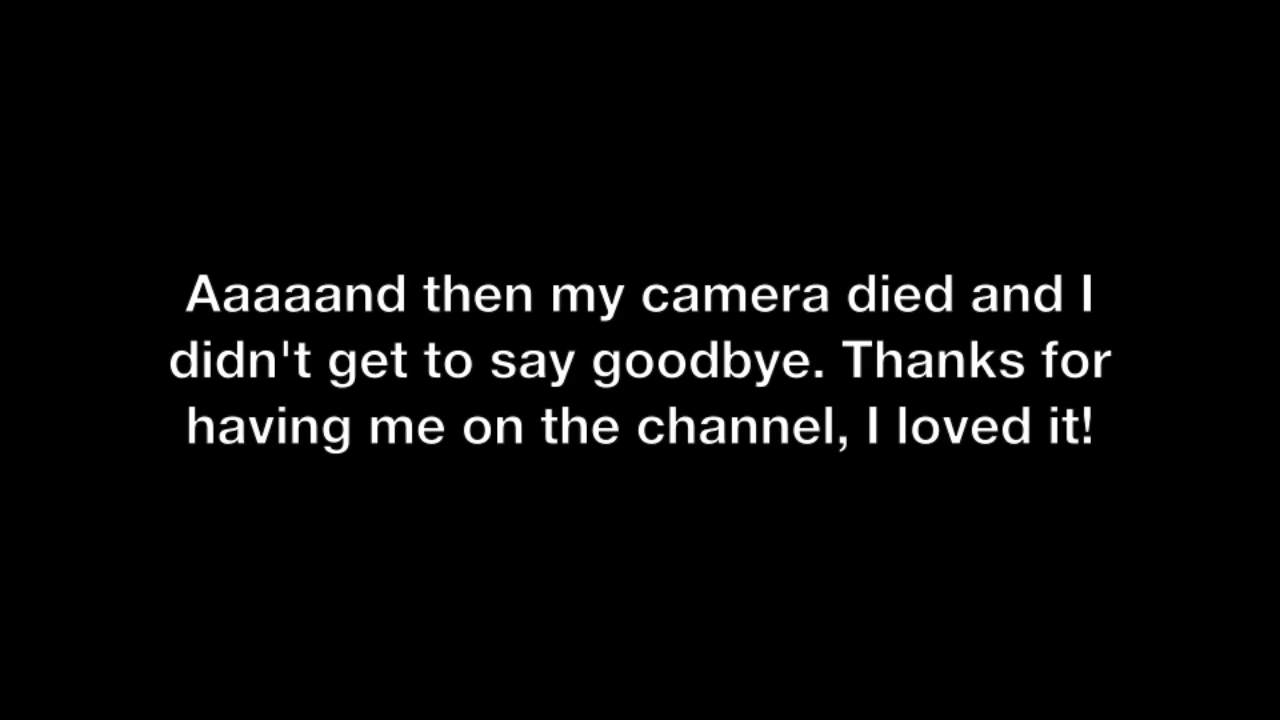 Aaaaand then my camera died and I
didn't get to say goodbye. Thanks for
having me on the channel, I loved it!